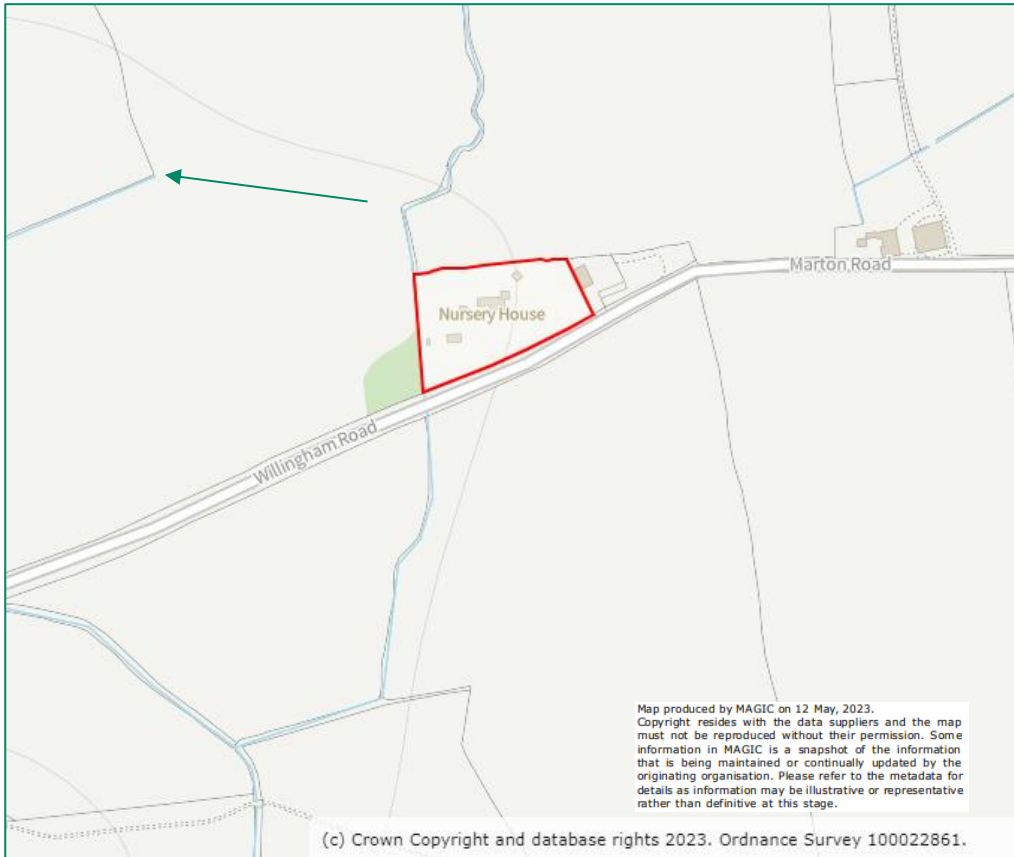 Marton Road
Nursery House
Willingham Road
Map produced by MAGIC on 12 May, 2023.
Copyright resides with the data suppliers and the map
must not be reproduced without their permission. Some
information in MAGIC is a snapshot of the information
that is being maintained or continually updated by the
originating organisation. Please refer to the metadata for
details as information may be illustrative or representative
rather than definitive at this stage.
(c) Crown Copyright and database rights 2023. Ordnance Survey 100022861.